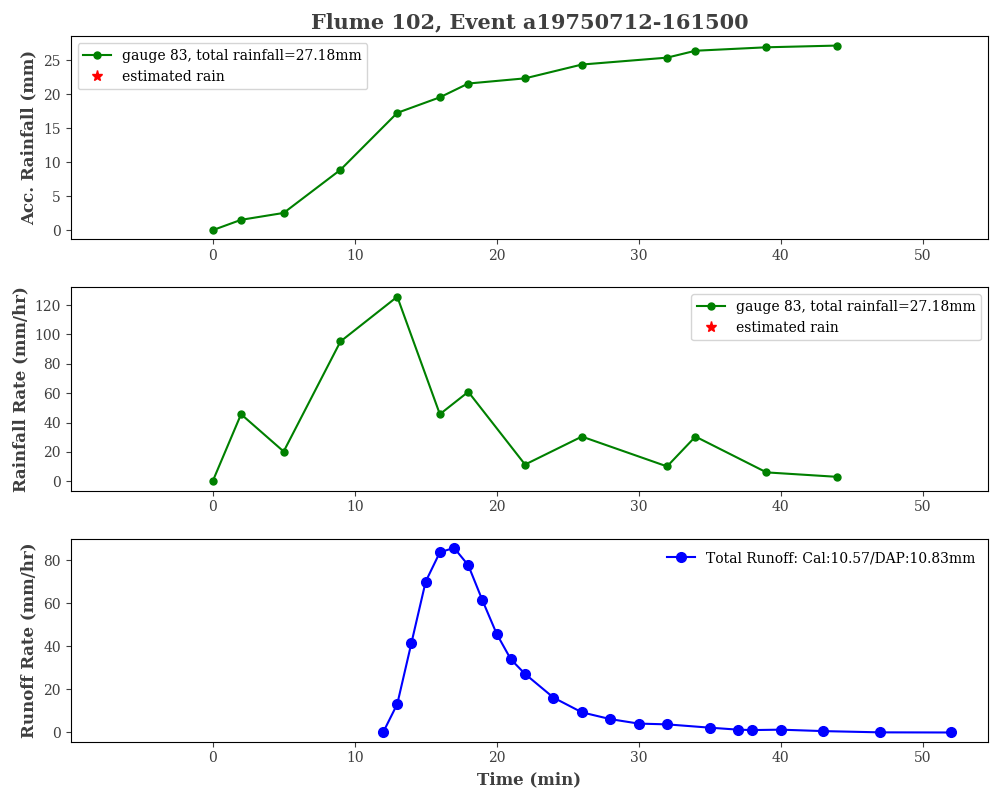 Flume 102, Event a19750712-161500
Acc. Rainfall (mm)
25
20
15
10
5
0
gauge 83, total rainfall=27.18mm
estimated rain
0 10 20 30 40 50
Rainfall Rate (mm/hr)
120
100
80
60
40
20
0
gauge 83, total rainfall=27.18mm
estimated rain
0 10 20 30 40 50
Runoff Rate (mm/hr)
80
60
40
20
0
Total Runoff: Cal:10.57/DAP:10.83mm
0 10 20 30 40 50
Time (min)